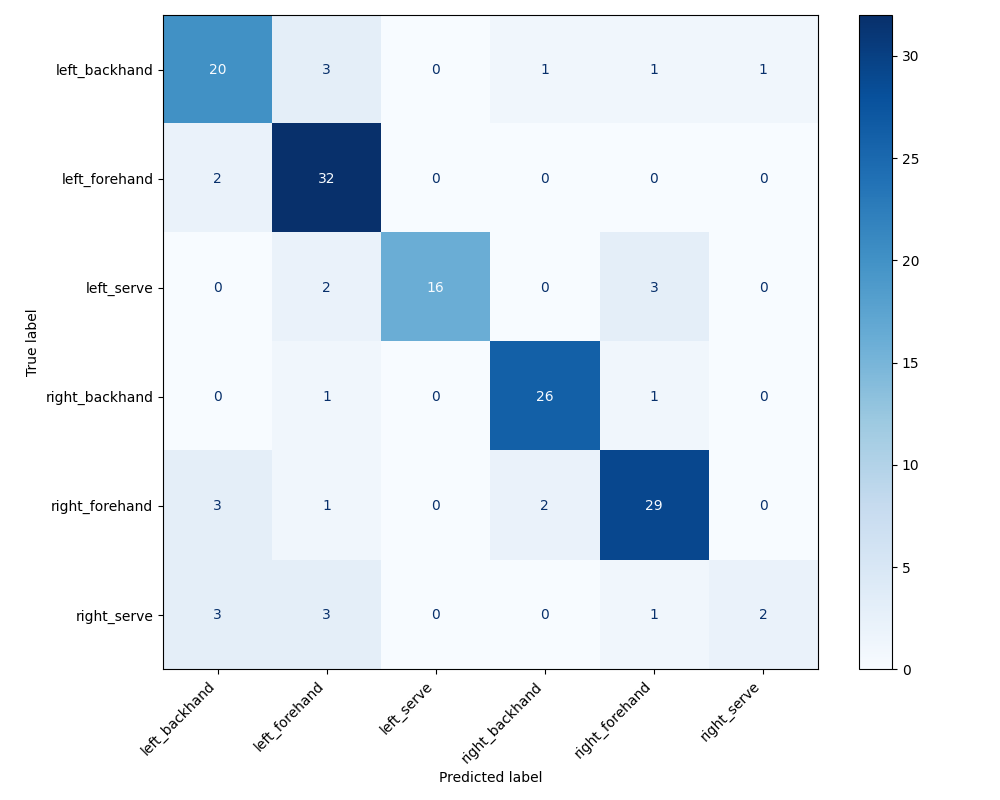 left_backhand 20 3 0 1 1 1
left_forehand 2 32 0 0 0 0
left_serve 0 2 16 0 3 0
right_backhand 0 1 0 26 1 0
right_forehand 3 1 0 2 29 0
right_serve 3 3 0 0 1 2
left_backhand left_forehand left_serve right_backhand right_forehand right_serve
Predicted label
True label
30
25
20
15
10
5
0